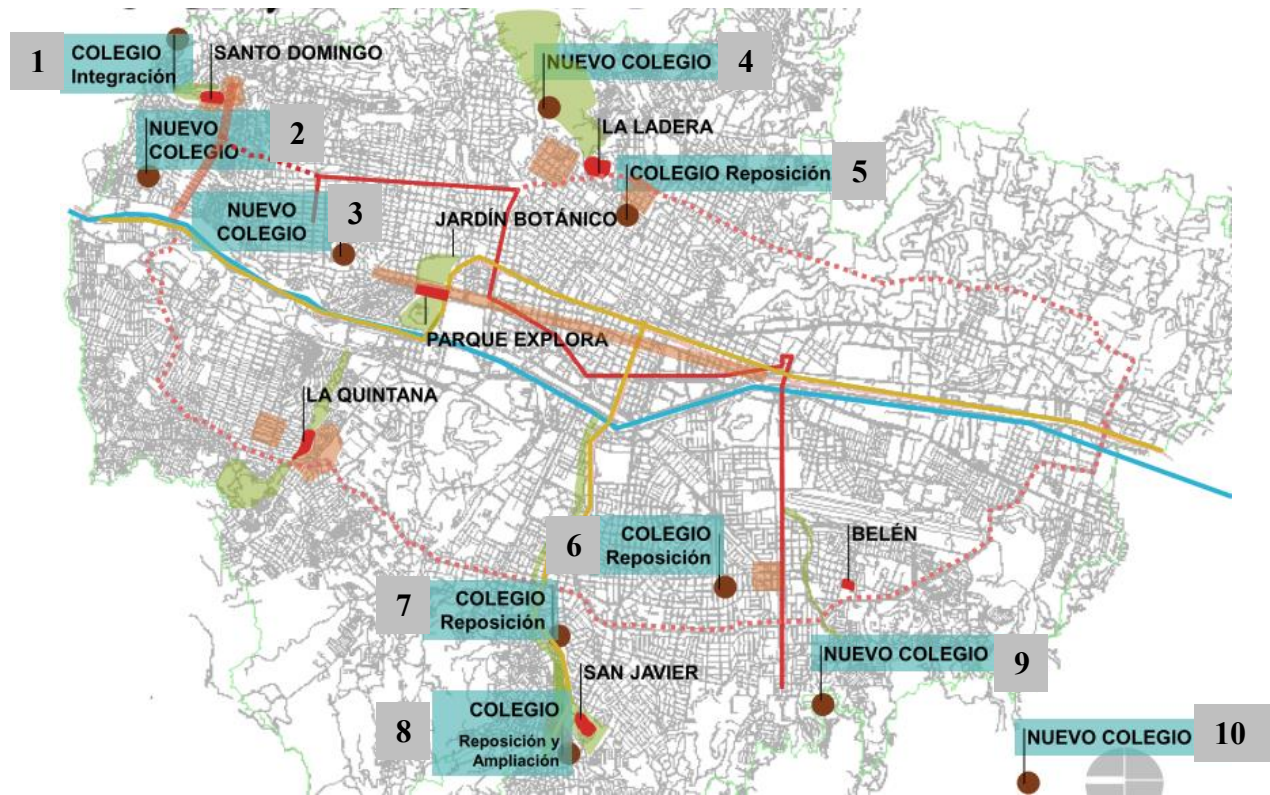 1
COLEGIO
Integración
SANTO DOMINGO
NUEVO COLEGIO
4
NUEVO
COLEGIO
2
LA LADERA
COLEGIO Reposición
5
NUEVO
COLEGIO
3
JARDÍN BOTÁNICO
PARQUE EXPLORA
LA QUINTANA
6
COLEGIO
Reposición
BELÉN
7
COLEGIO
Reposición
NUEVO COLEGIO
9
SAN JAVIER
8
COLEGIO
Reposición y
Ampliación
NUEVO COLEGIO
10